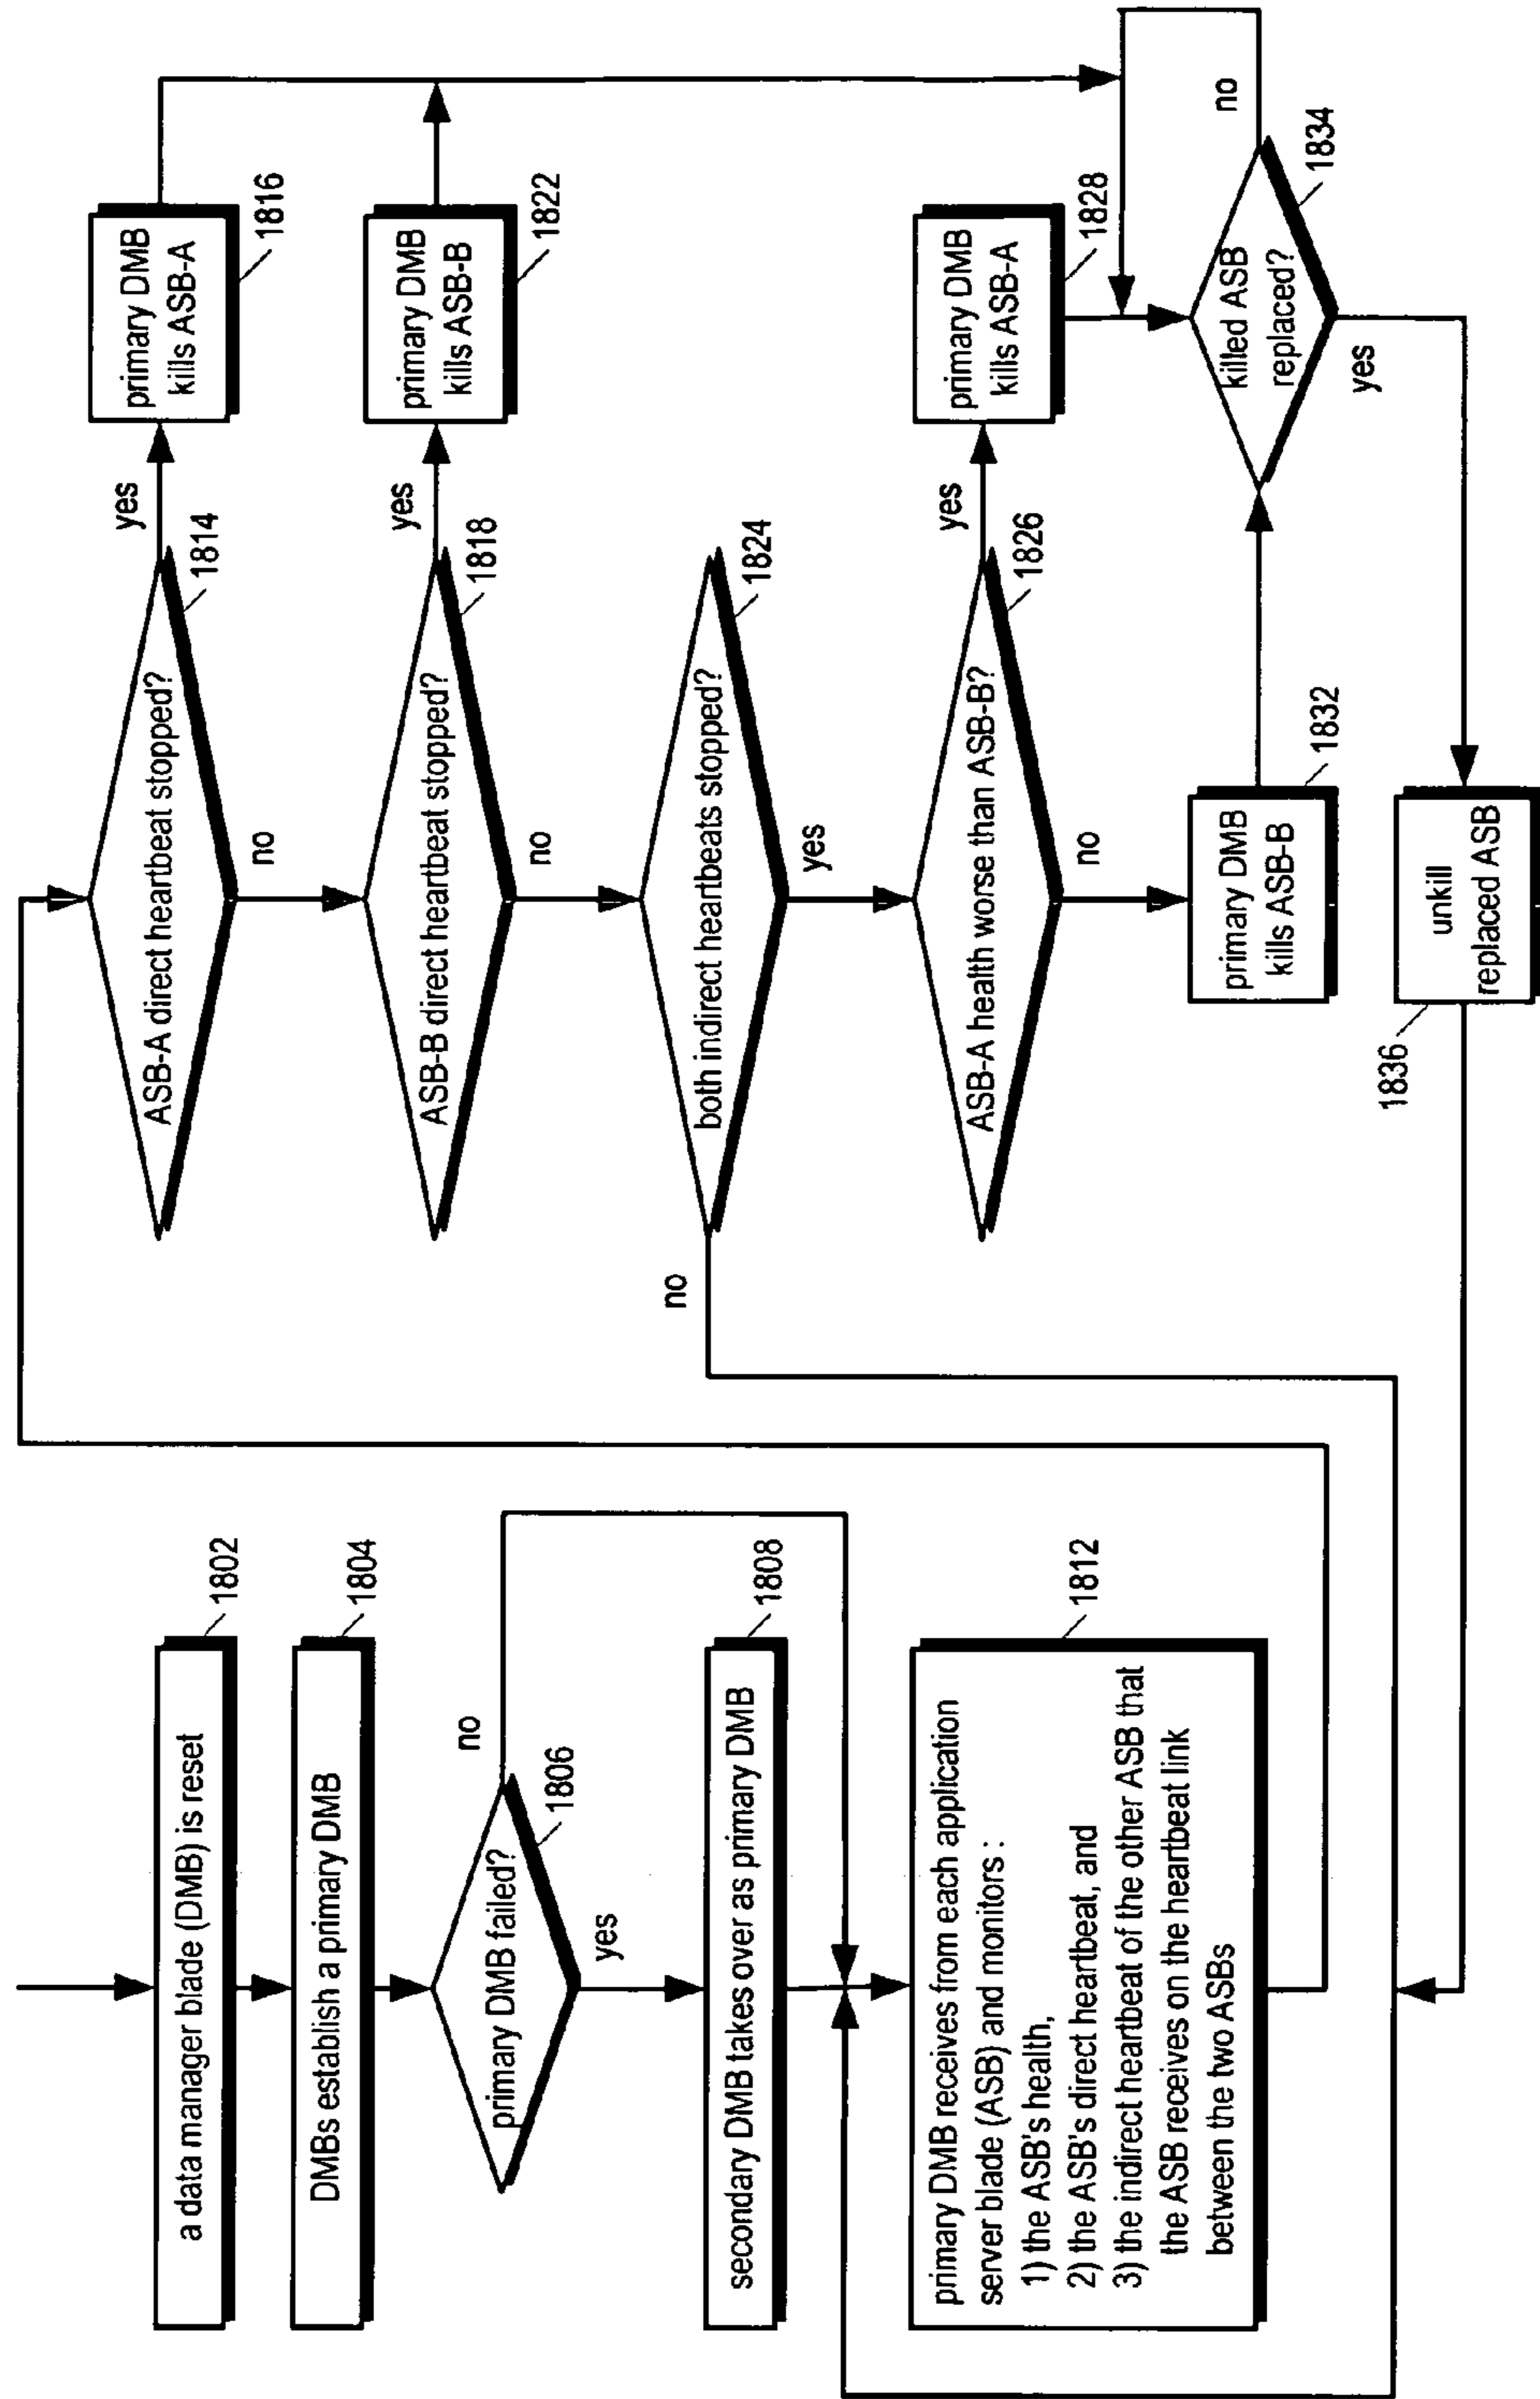 a data manager blade (DMB) is reset
1802
DMBs establish a primary DMB
1804
primary DMB failed?
1806
no
yes
secondary DMB takes over as primary DMB
1808
primary DMB receives from each application
server blade (ASB) and monitors :
1) the ASB's health,
2) the ASB's direct heartbeat, and
3) the indirect heartbeat of the other ASB that
the ASB receives on the heartbeat link
between the two ASBs
1812
ASB-A direct heartbeat stopped?
1814
yes
no
primary DMB
kills ASB-A
1816
ASB-B direct heartbeat stopped?
1818
yes
no
primary DMB
kills ASB-B
1822
both indirect heartbeats stopped?
1824
no
yes
ASB-A health worse than ASB-B?
1826
yes
no
primary DMB
kills ASB-A
1828
primary DMB
kills ASB-B
1832
killed ASB
replaced?
1834
no
yes
unkill
replaced ASB
1836